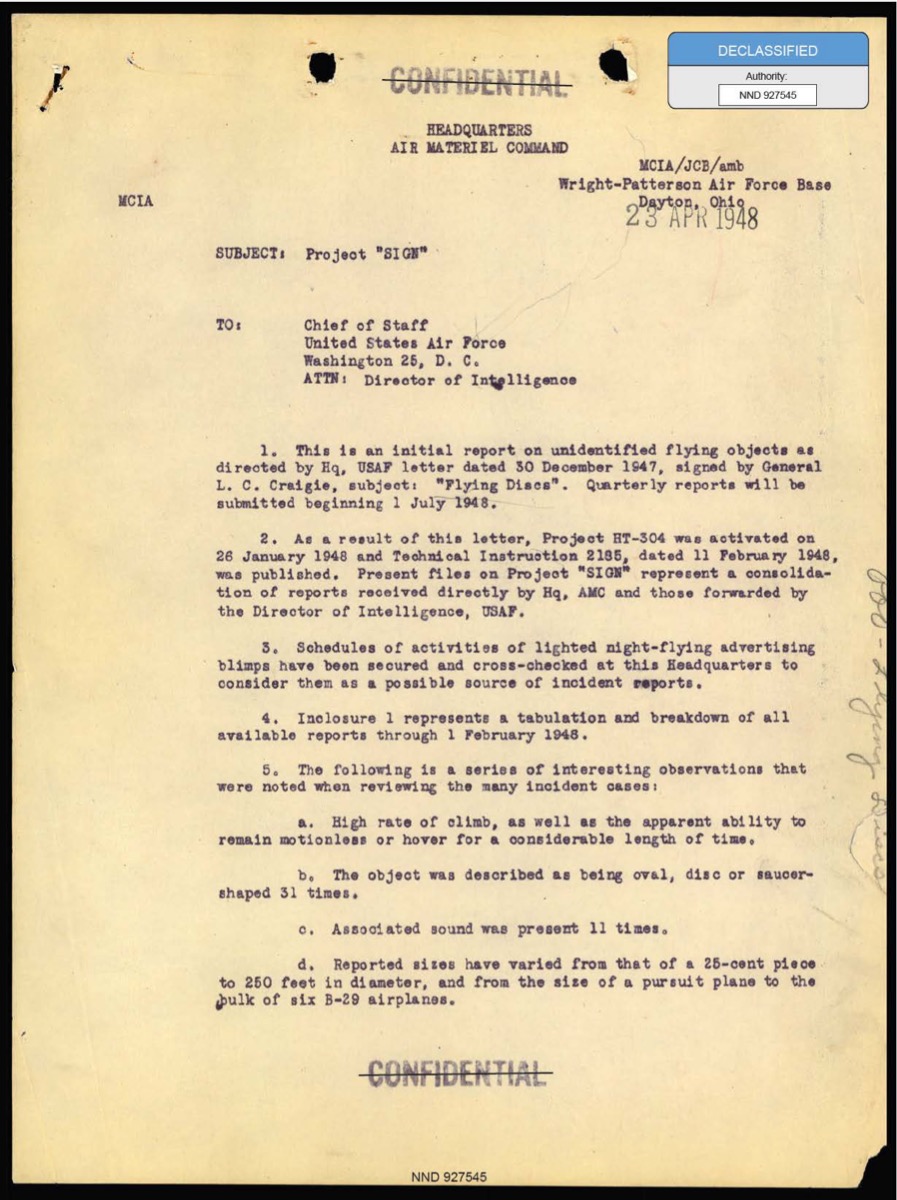 DECLASSIFIED
Authority:
NND 927545
CONFIDENTIAL
HEADQUARTERS
AIR MATERIEL COMMAND
MCIA/JCB/amb
Wright-Patterson Air Force Base
MCIA
Dayton, Ohio
23 APR 1948
SUBJECT: Project "SIGN"
TO: Chief of Staff
United States Air Force
Washington 25, D. C.
ATTN: Director of Intelligence
1. This is an initial report on unidentified flying objects as
directed by Hq, USAF letter dated 30 December 1947, signed by General
L. C. Craigie, subject: "Flying Discs". Quarterly reports will be
submitted beginning 1 July 1948.
2. As a result of this letter, Project HT-304 was activated on
26 January 1948 and Technical Instruction 2185, dated 11 February 1948,
was published. Present files on Project "SIGN" represent a consolida-
tion of reports received directly by Hq, AMC and those forwarded by
the Director of Intelligence, USAF.
3. Schedules of activities of lighted night-flying advertising
blimps have been secured and cross-checked at this Headquarters to
consider them as a possible source of incident reports.
4. Inclosure 1 represents a tabulation and breakdown of all
available reports through 1 February 1948.
5. The following is a series of interesting observations that
were noted when reviewing the many incident cases:
a. High rate of climb, as well as the apparent ability to
remain motionless or hover for a considerable length of time.
b. The object was described as being oval, disc or saucer-
shaped 31 times.
c. Associated sound was present 11 times.
d. Reported sizes have varied from that of a 25-cent piece
to 250 feet in diameter, and from the size of a pursuit plane to the
bulk of six B-29 airplanes.
CONFIDENTIAL
NND 927545
Flying Discs